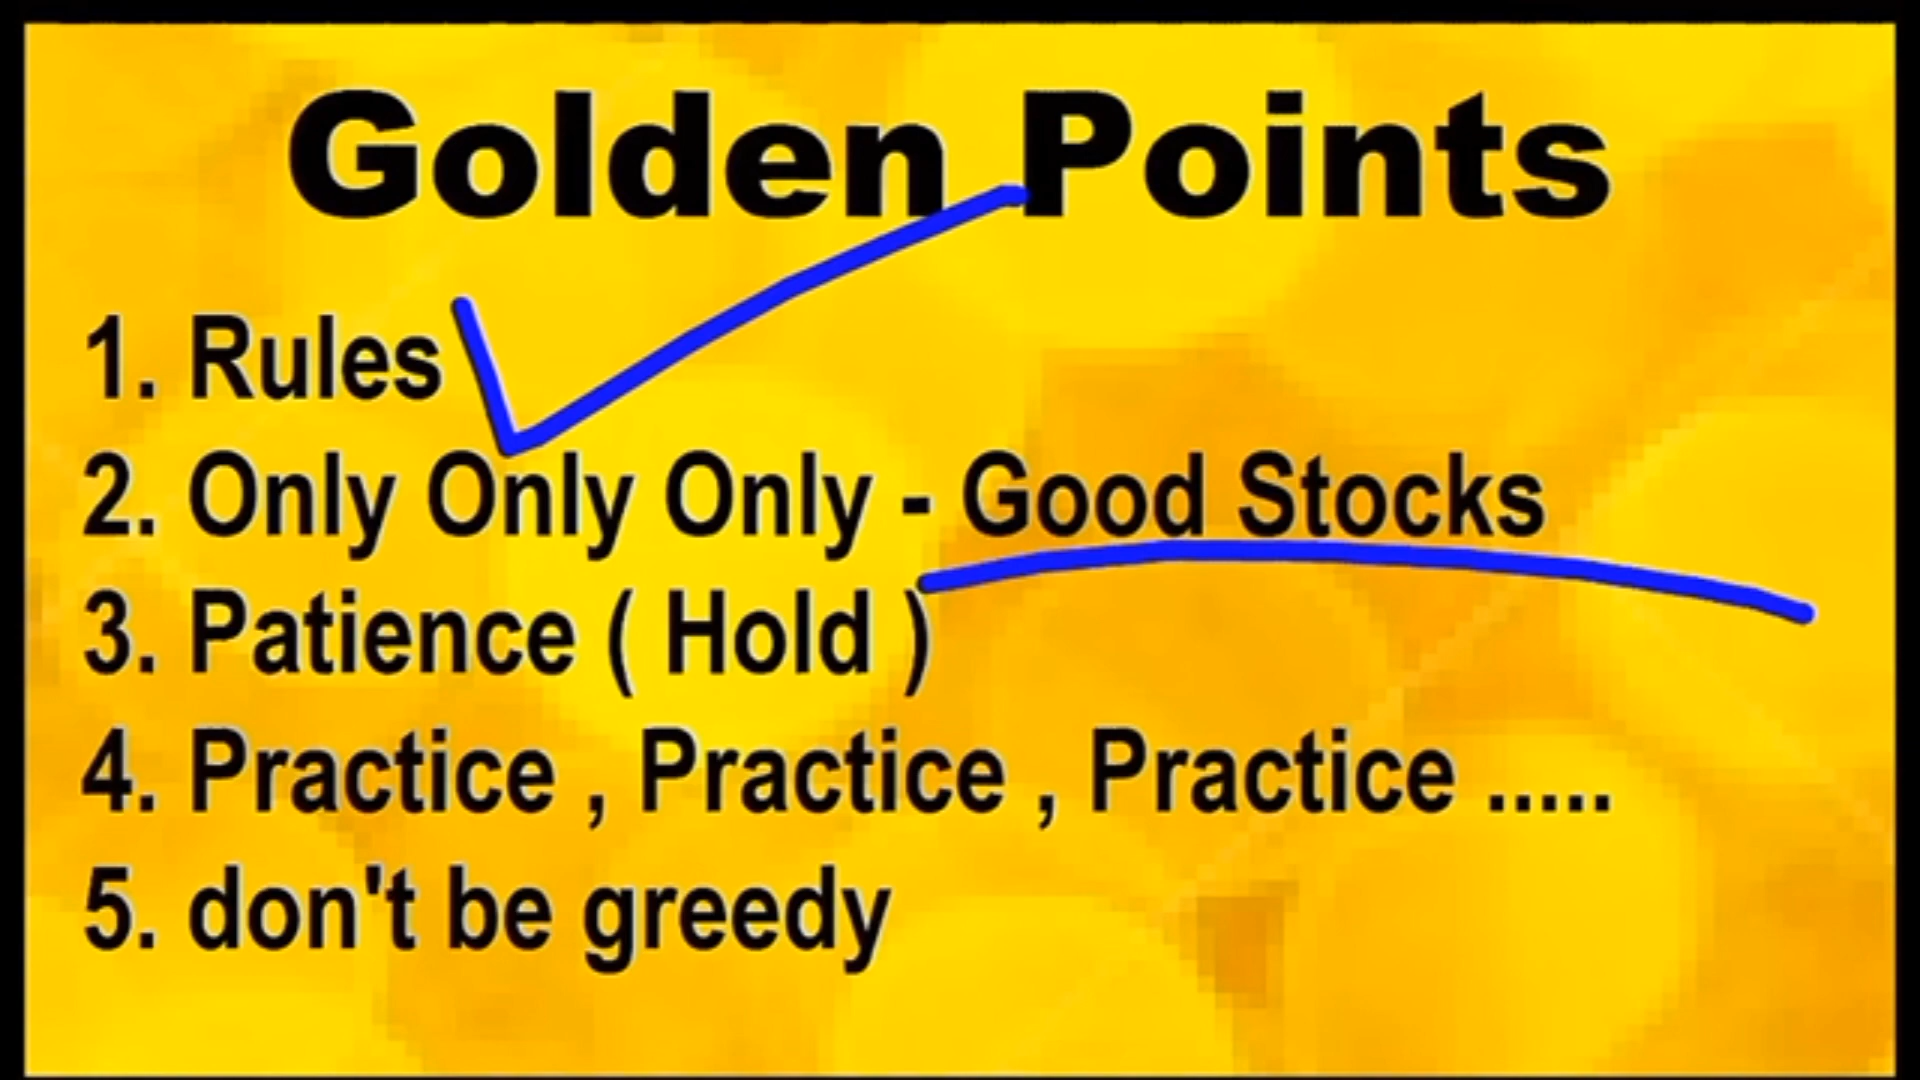 Golden Points
1. Rules
2. Only Only Only - Good Stocks
3. Patience ( Hold )
4. Practice , Practice , Practice .....
5. don't be greedy